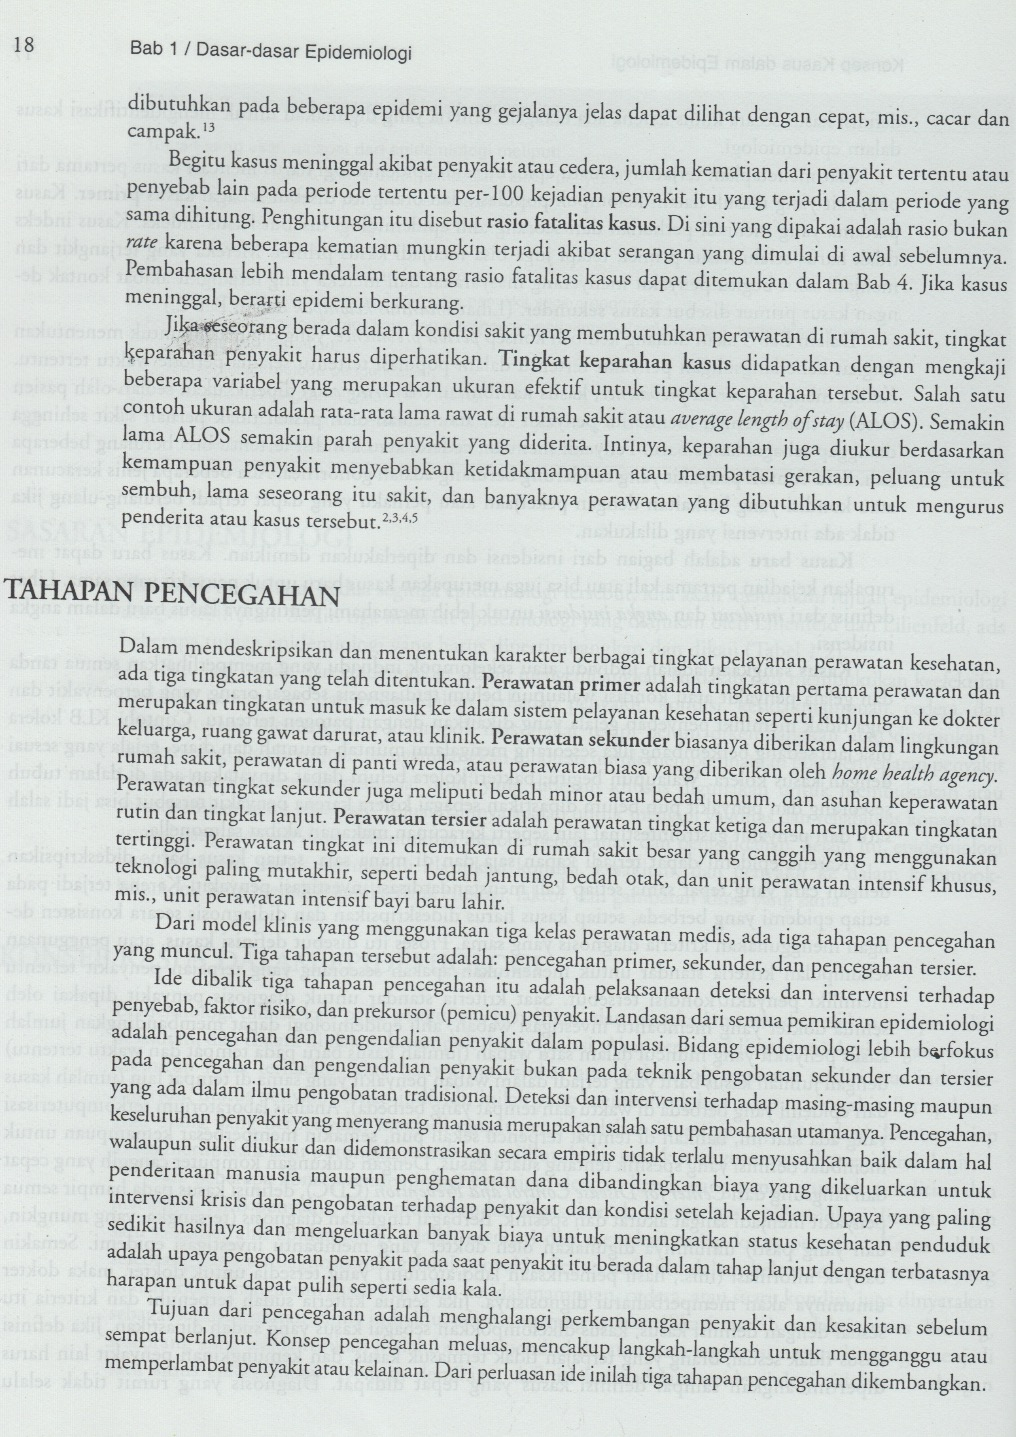 18
Bab 1 / Dasar-dasar Epidemiologi
dibutuhkan pada beberapa epidemi yang gejalanya jelas dapat dilihat dengan cepat, mis., cacar dan
campak.13
Begitu kasus meninggal akibat penyakit atau cedera, jumlah kematian dari penyakit tertentu atau
penyebab lain pada periode tertentu per-100 kejadian penyakit itu yang terjadi dalam periode yang
sama dihitung. Penghitungan itu disebut rasio fatalitas kasus. Di sini yang dipakai adalah rasio bukan
rate karena beberapa kematian mungkin terjadi akibat serangan yang dimulai di awal sebelumnya.
Pembahasan lebih mendalam tentang rasio fatalitas kasus dapat ditemukan dalam Bab 4. Jika kasus
meninggal, berarti epidemi berkurang.
Jika seseorang berada dalam kondisi sakit yang membutuhkan perawatan di rumah sakit, tingkat
keparahan penyakit harus diperhatikan. Tingkat keparahan kasus didapatkan dengan mengkaji
beberapa variabel yang merupakan ukuran efektif untuk tingkat keparahan tersebut. Salah satu
contoh ukuran adalah rata-rata lama rawat di rumah sakit atau average length of stay (ALOS). Semakin
lama ALOS semakin parah penyakit yang diderita. Intinya, keparahan juga diukur berdasarkan
kemampuan penyakit menyebabkan ketidakmampuan atau membatasi gerakan, peluang untuk
sembuh, lama seseorang itu sakit, dan banyaknya perawatan yang dibutuhkan untuk mengurus
penderita atau kasus tersebut.2,3,4,5
TAHAPAN PENCEGAHAN
Dalam mendeskripsikan dan menentukan karakter berbagai tingkat pelayanan perawatan kesehatan,
ada tiga tingkatan yang telah ditentukan. Perawatan primer adalah tingkatan pertama perawatan dan
merupakan tingkatan untuk masuk ke dalam sistem pelayanan kesehatan seperti kunjungan ke dokter
keluarga, ruang gawat darurat, atau klinik. Perawatan sekunder biasanya diberikan dalam lingkungan
rumah sakit, perawatan di panti wreda, atau perawatan biasa yang diberikan oleh home health agency.
Perawatan tingkat sekunder juga meliputi bedah minor atau bedah umum, dan asuhan keperawatan
rutin dan tingkat lanjut. Perawatan tersier adalah perawatan tingkat ketiga dan merupakan tingkatan
tertinggi. Perawatan tingkat ini ditemukan di rumah sakit besar yang canggih yang menggunakan
teknologi paling mutakhir, seperti bedah jantung, bedah otak, dan unit perawatan intensif khusus,
mis., unit perawatan intensif bayi baru lahir.
Dari model klinis yang menggunakan tiga kelas perawatan medis, ada tiga tahapan pencegahan
yang muncul. Tiga tahapan tersebut adalah: pencegahan primer, sekunder, dan pencegahan tersier.
Ide dibalik tiga tahapan pencegahan itu adalah pelaksanaan deteksi dan intervensi terhadap
penyebab, faktor risiko, dan prekursor (pemicu) penyakit. Landasan dari semua pemikiran epidemiologi
adalah pencegahan dan pengendalian penyakit dalam populasi. Bidang epidemiologi lebih berfokus
pada pencegahan dan pengendalian penyakit bukan pada teknik pengobatan sekunder dan tersier
yang ada dalam ilmu pengobatan tradisional. Deteksi dan intervensi terhadap masing-masing maupun
keseluruhan penyakit yang menyerang manusia merupakan salah satu pembahasan utamanya. Pencegahan,
walaupun sulit diukur dan didemonstrasikan secara empiris tidak terlalu menyusahkan baik dalam hal
penderitaan manusia maupun penghematan dana dibandingkan biaya yang dikeluarkan untuk
intervensi krisis dan pengobatan terhadap penyakit dan kondisi setelah kejadian. Upaya yang paling
sedikit hasilnya dan mengeluarkan banyak biaya untuk meningkatkan status kesehatan penduduk
adalah upaya pengobatan penyakit pada saat penyakit itu berada dalam tahap lanjut dengan terbatasnya
harapan untuk dapat pulih seperti sedia kala.
Tujuan dari pencegahan adalah menghalangi perkembangan penyakit dan kesakitan sebelum
sempat berlanjut. Konsep pencegahan meluas, mencakup langkah-langkah untuk mengganggu atau
memperlambat penyakit atau kelainan. Dari perluasan ide inilah tiga tahapan pencegahan dikembangkan.